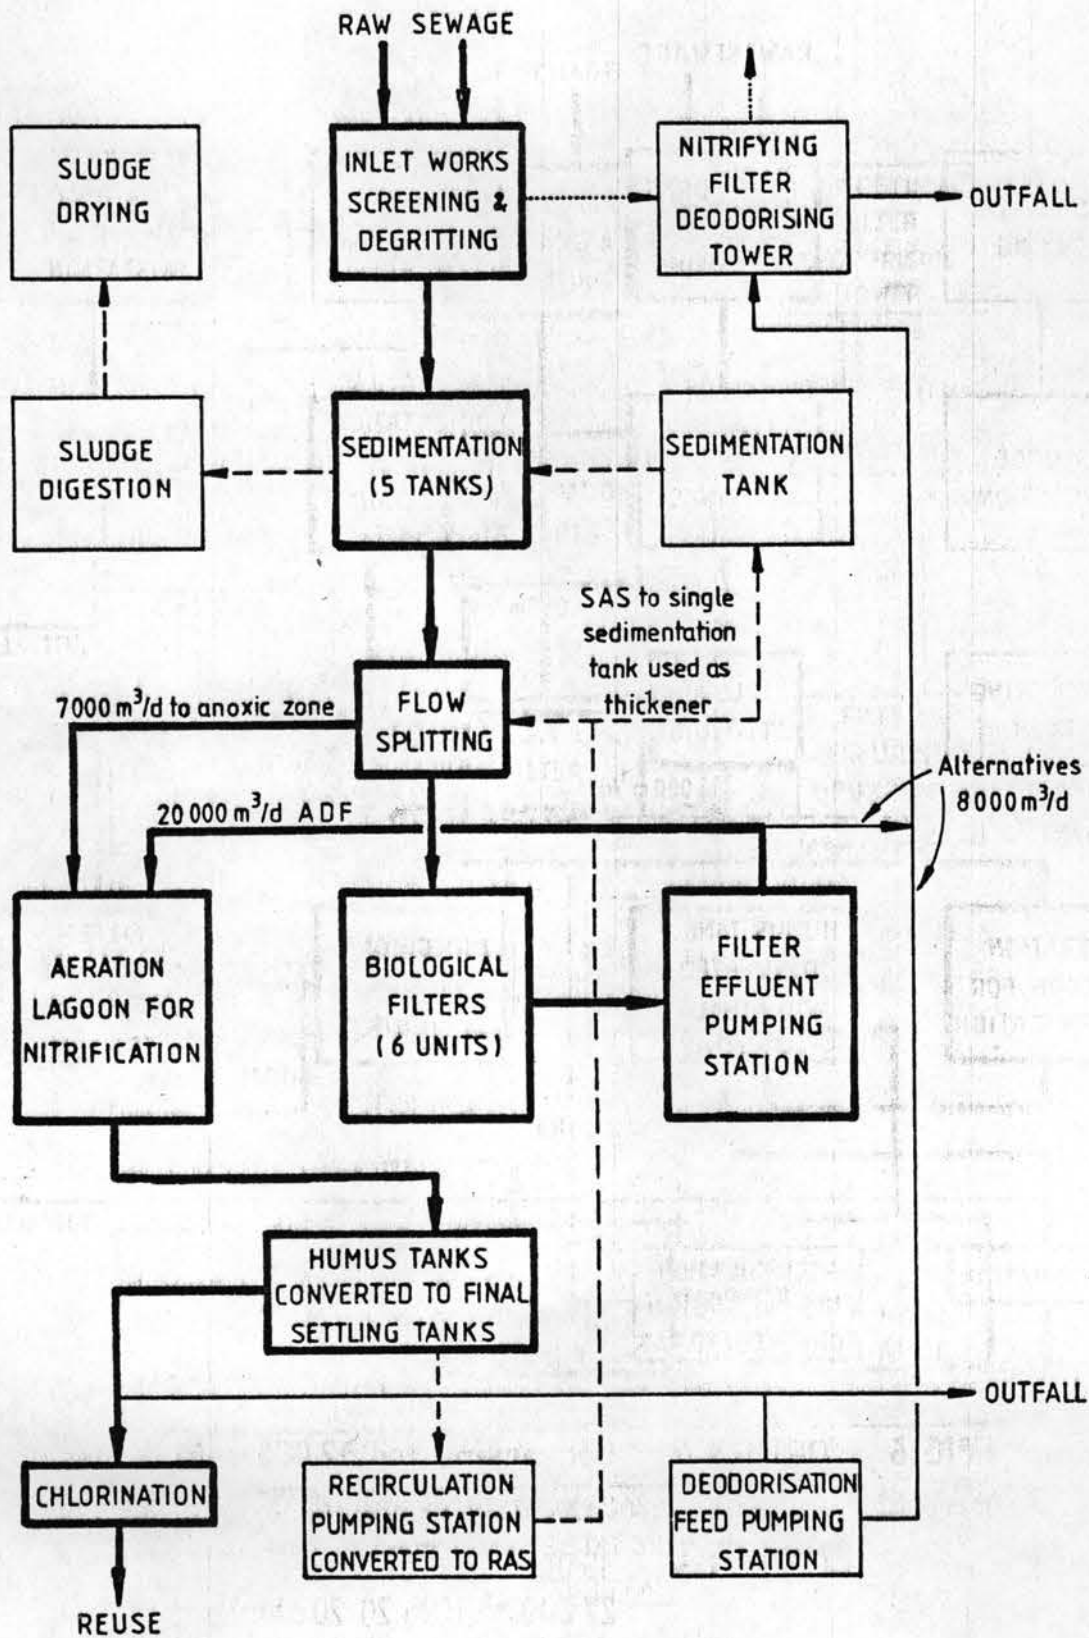 RAW SEWAGE
SLUDGE
DRYING
INLET WORKS
SCREENING &
DEGRITTING
NITRIFYING
FILTER
DEODORISING
TOWER
OUTFALL
SLUDGE
DIGESTION
SEDIMENTATION
(5 TANKS)
SEDIMENTATION
TANK
SAS to single
sedimentation
tank used as
thickener
7000 m³/d to anoxic zone
FLOW
SPLITTING
20 000 m³/d ADF
Alternatives
8 000 m³/d
AERATION
LAGOON FOR
NITRIFICATION
BIOLOGICAL
FILTERS
(6 UNITS)
FILTER
EFFLUENT
PUMPING
STATION
HUMUS TANKS
CONVERTED TO FINAL
SETTLING TANKS
OUTFALL
CHLORINATION
RECIRCULATION
PUMPING STATION
CONVERTED TO RAS
DEODORISATION
FEED PUMPING
STATION
REUSE